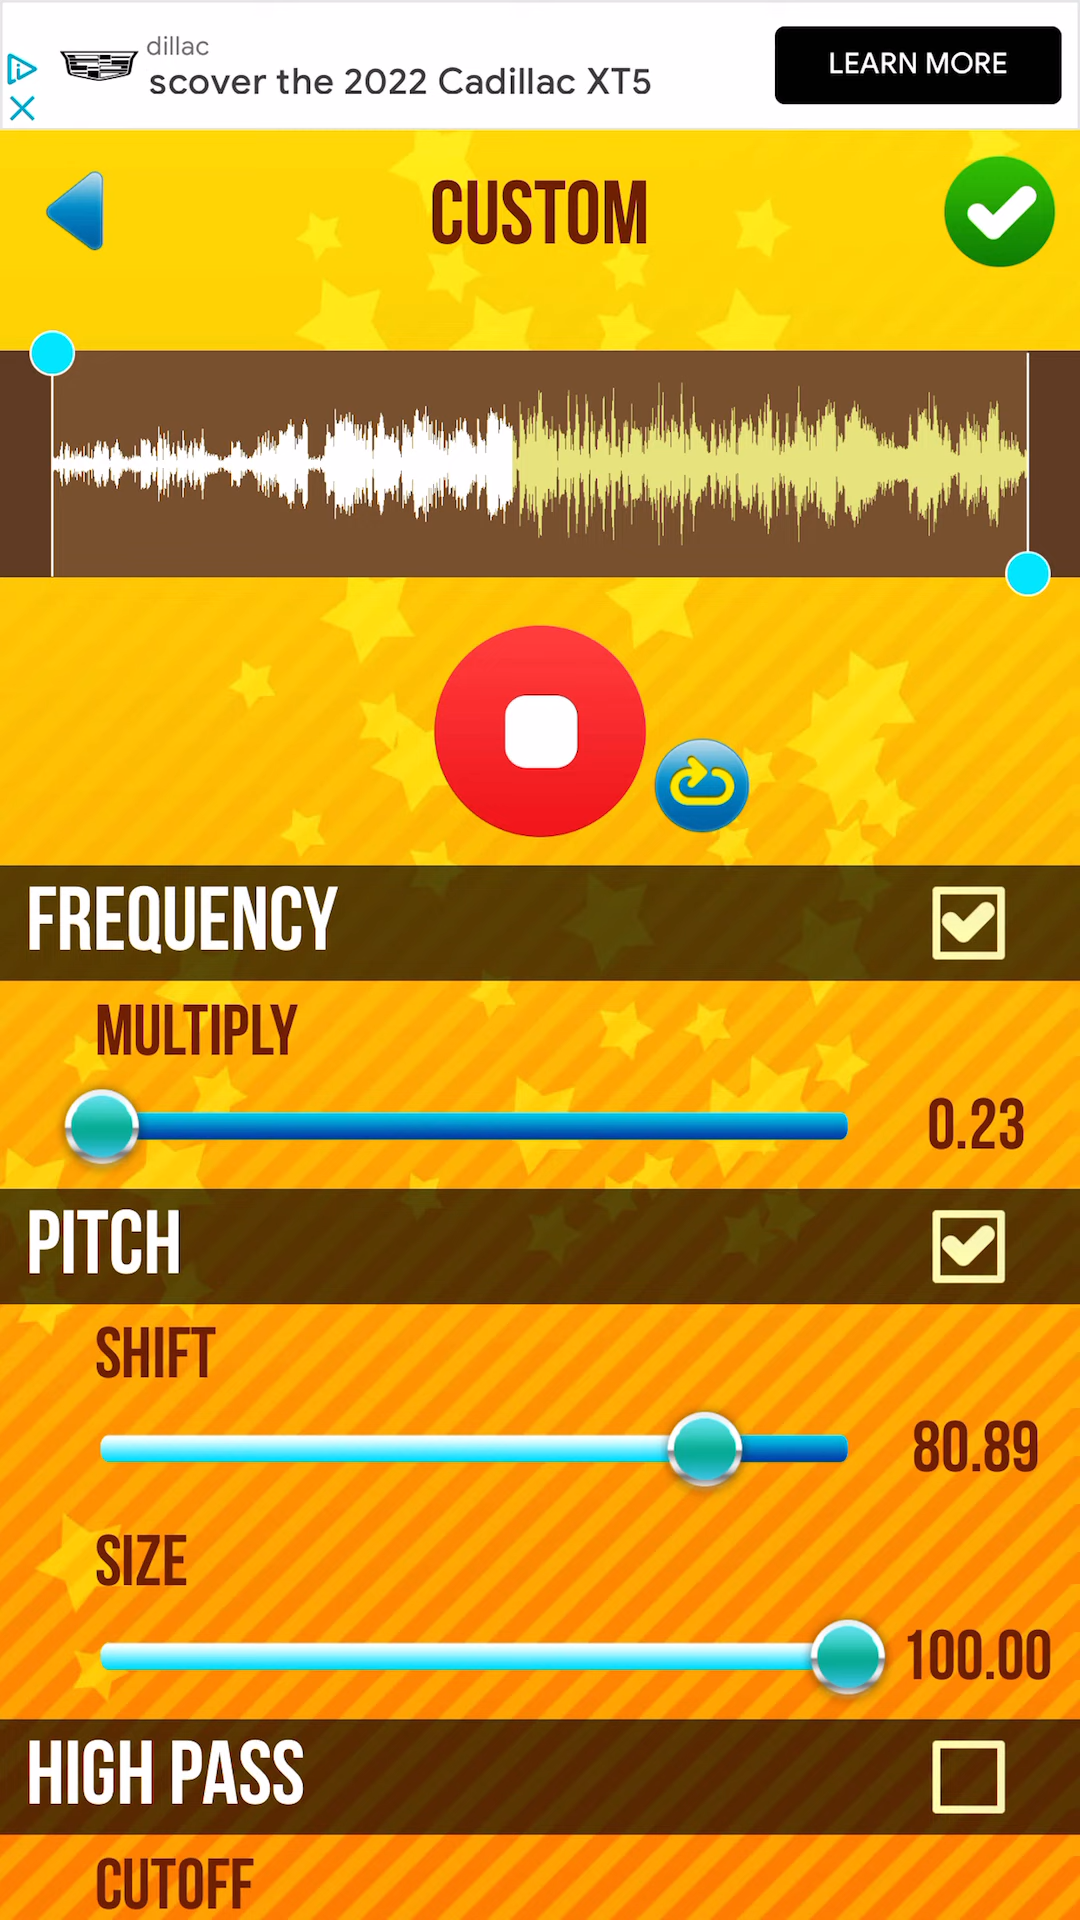 dillac
scover the 2022 Cadillac XT5
LEARN MORE
CUSTOM
FREQUENCY
MULTIPLY
0.23
PITCH
SHIFT
80.89
SIZE
100.00
HIGH PASS
CUTOFF